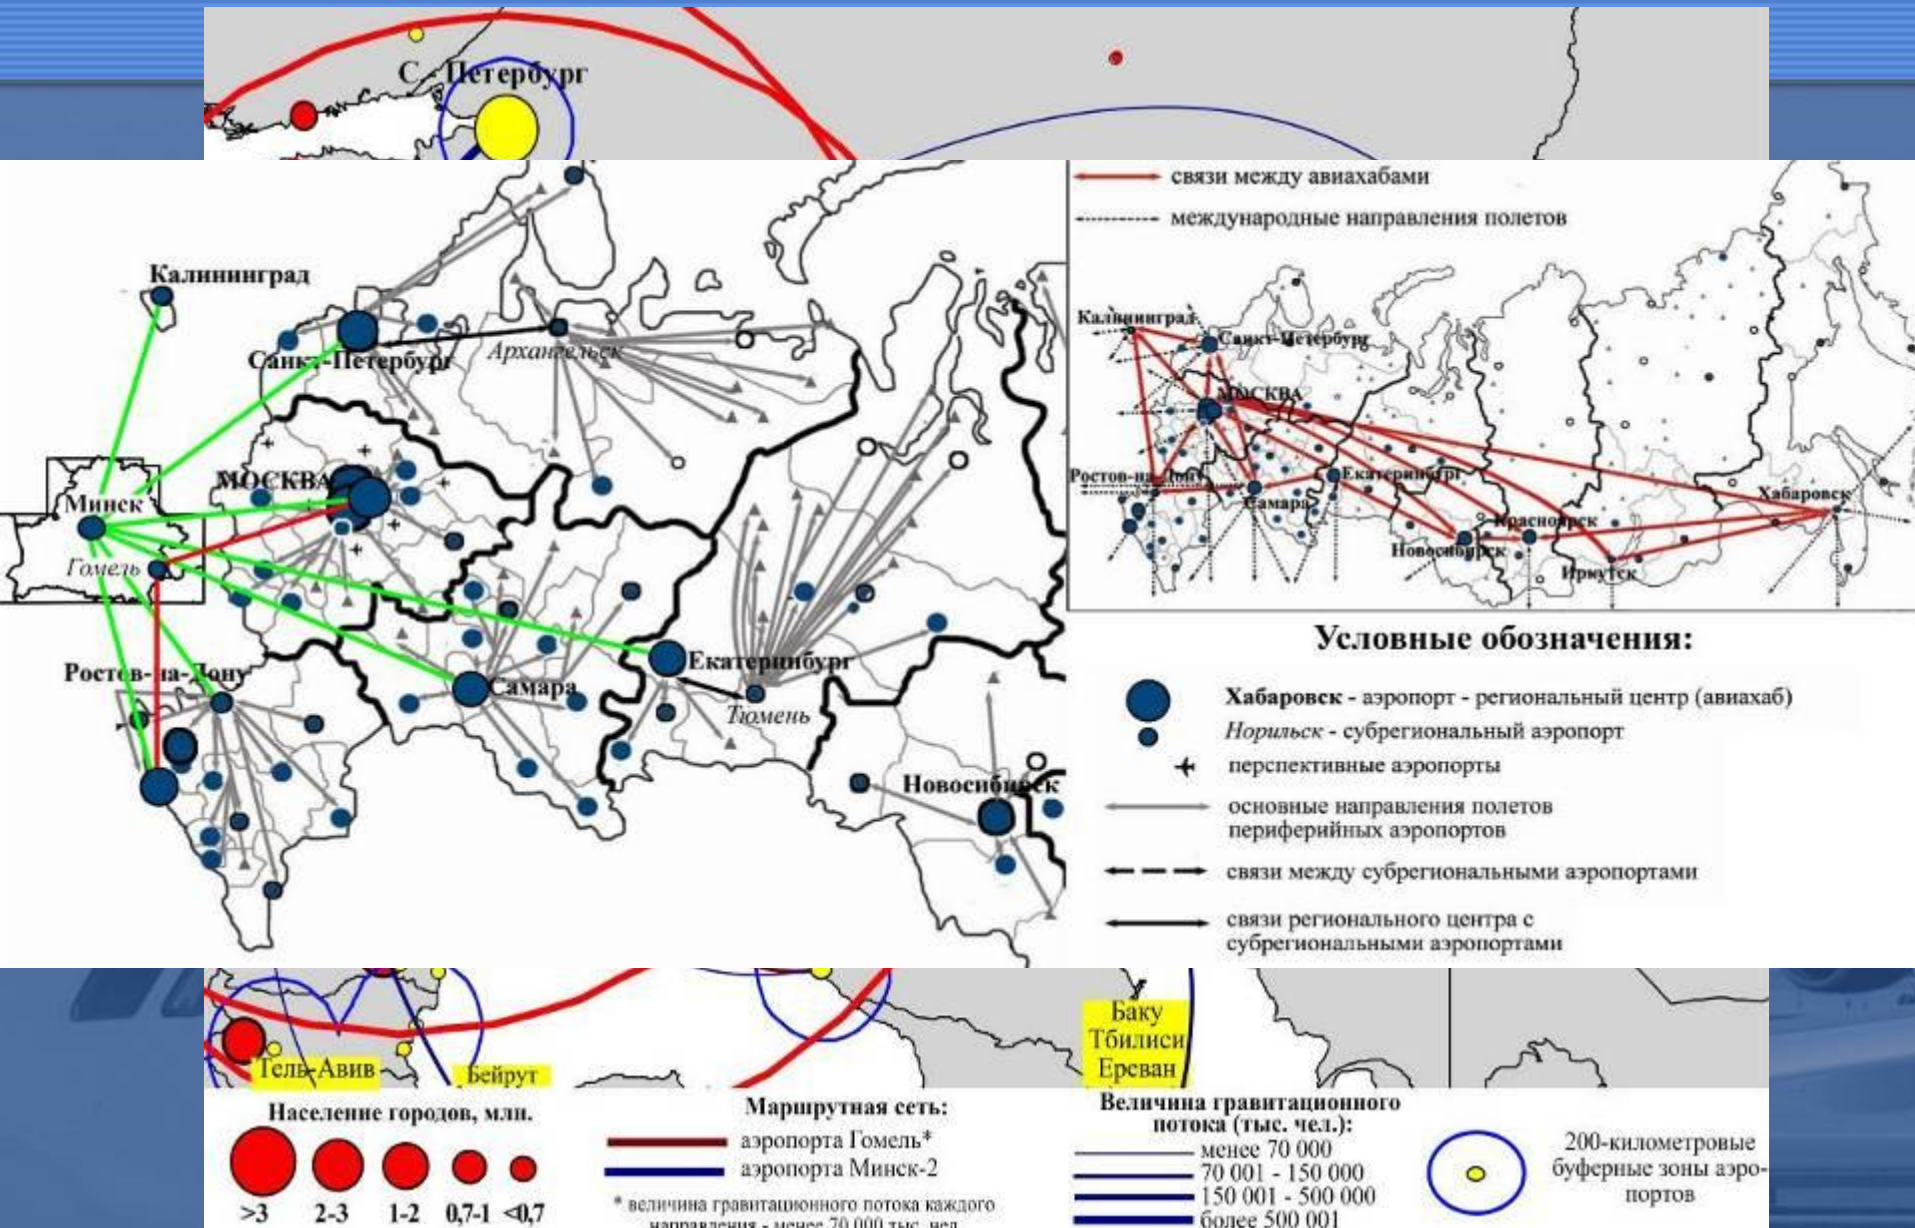 С - Петербург
связи между авиахабами
международные направления полетов
Калининград
Калининград
Санкт-Петербург
Санкт-Петербург
Архангельск
МОСКВА
МОСКВА
Минск
Ростов-на-Дону
Екатеринбург
Хабаровск
Самара
Красноярск
Новосибирск
Иркутск
Гомель
Условные обозначения:
Ростов-на-Дону
Екатеринбург
Самара
Тюмень
Хабаровск - аэропорт - региональный центр (авиахаб)
Норильск - субрегиональный аэропорт
перспективные аэропорты
Новосибирск
основные направления полетов
периферийных аэропортов
связи между субрегиональными аэропортами
связи регионального центра с
субрегиональными аэропортами
Баку
Тбилиси
Ереван
Тель-Авив
Бейрут
Население городов, млн.
>3 2-3 1-2 0,7-1 <0,7
Маршрутная сеть:
аэропорта Гомель*
аэропорта Минск-2
* величина гравитационного потока каждого
направления - менее 70 000 тыс. чел.
Величина гравитационного
потока (тыс. чел.):
менее 70 000
70 001 - 150 000
150 001 - 500 000
более 500 001
200-километровые
буферные зоны аэро-
портов